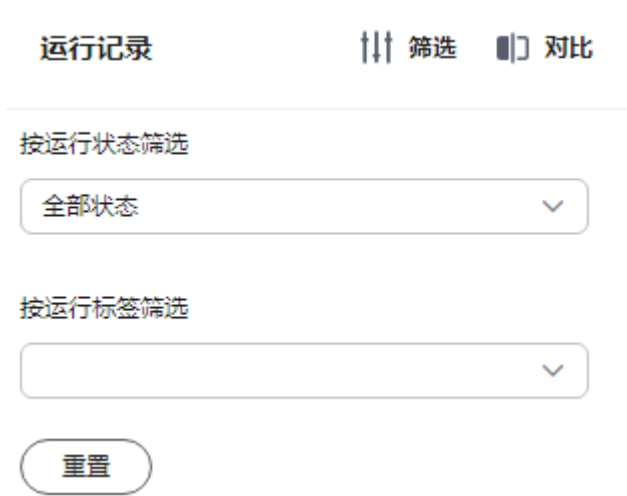 运行记录 筛选 对比
按运行状态筛选
全部状态
按运行标签筛选
重置